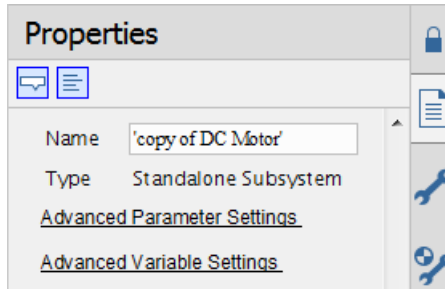 Properties
Name 'copy of DC Motor'
Type Standalone Subsystem
Advanced Parameter Settings
Advanced Variable Settings